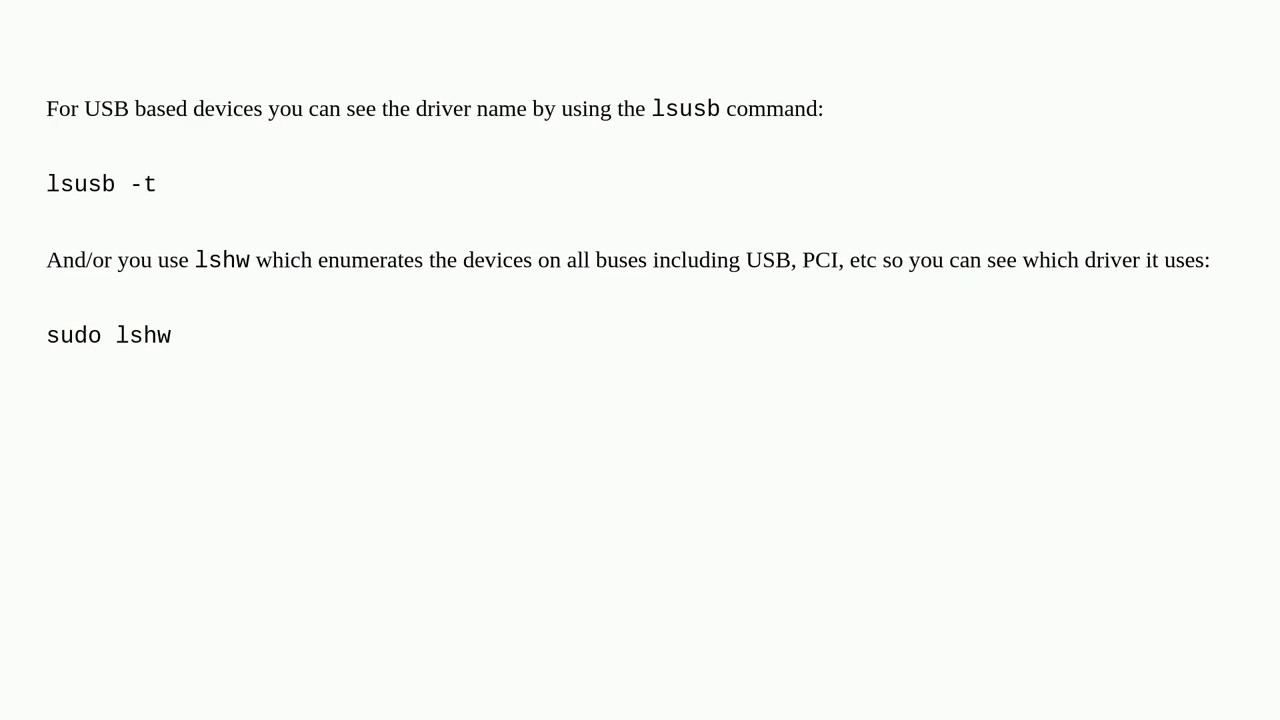 For USB based devices you can see the driver name by using the lsusb command:
lsusb -t
And/or you use lshw which enumerates the devices on all buses including USB, PCI, etc so you can see which driver it uses:
sudo lshw